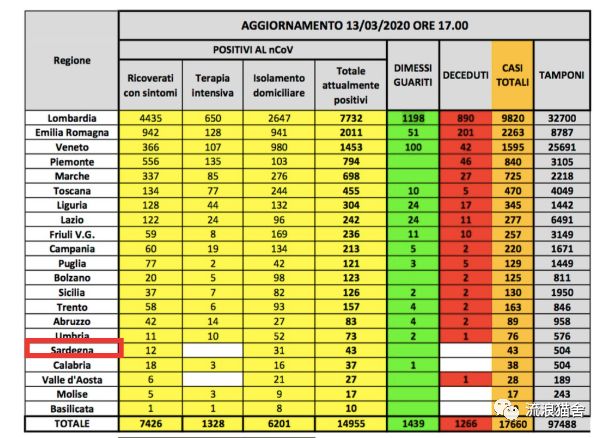 AGGIORNAMENTO 13/03/2020 ORE 17.00
Regione
POSITIVI AL nCoV
DIMESSI GUARITI
DECEDUTI
CASI TOTALI
TAMPONI
Ricoverati con sintomi
Terapia intensiva
Isolamento domiciliare
Totale attualmente positivi
Lombardia 4435 650 2647 7732 1198 890 9820 32700
Emilia Romagna 942 128 941 2011 51 201 2263 8787
Veneto 366 107 980 1453 100 42 1595 25691
Piemonte 556 135 103 794 46 840 3105
Marche 337 85 276 698 27 725 2218
Toscana 134 77 244 455 10 5 470 4049
Liguria 128 44 132 304 24 17 345 1442
Lazio 122 24 96 242 24 11 277 6491
Friuli V.G. 59 8 169 236 11 10 257 3149
Campania 60 19 134 213 5 2 220 1671
Puglia 77 2 42 121 3 5 129 1449
Bolzano 20 5 98 123 2 125 811
Sicilia 37 7 82 126 2 2 130 1950
Trento 58 6 93 157 4 2 163 846
Abruzzo 42 14 27 83 4 2 89 958
Umbria 11 10 52 73 2 1 76 576
Sardegna 12 31 43 43 504
Calabria 18 3 16 37 1 38 504
Valle d'Aosta 6 21 27 1 28 189
Molise 5 3 9 17 17 243
Basilicata 1 1 8 10
TOTALE 7426 1328 6201 14955 1439 1266 17660 97488
流浪猫舍